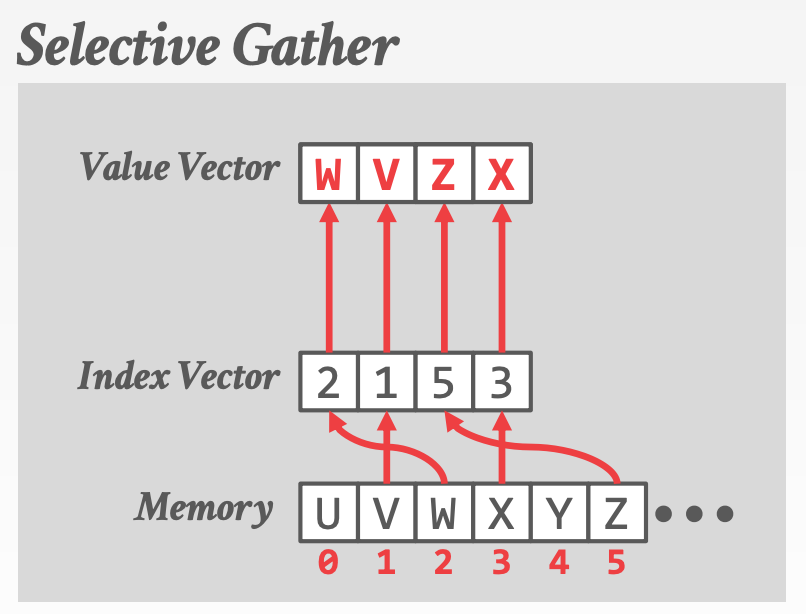 Selective Gather
Value Vector W V Z X
Index Vector 2 1 5 3
Memory U V W X Y Z •••
0 1 2 3 4 5